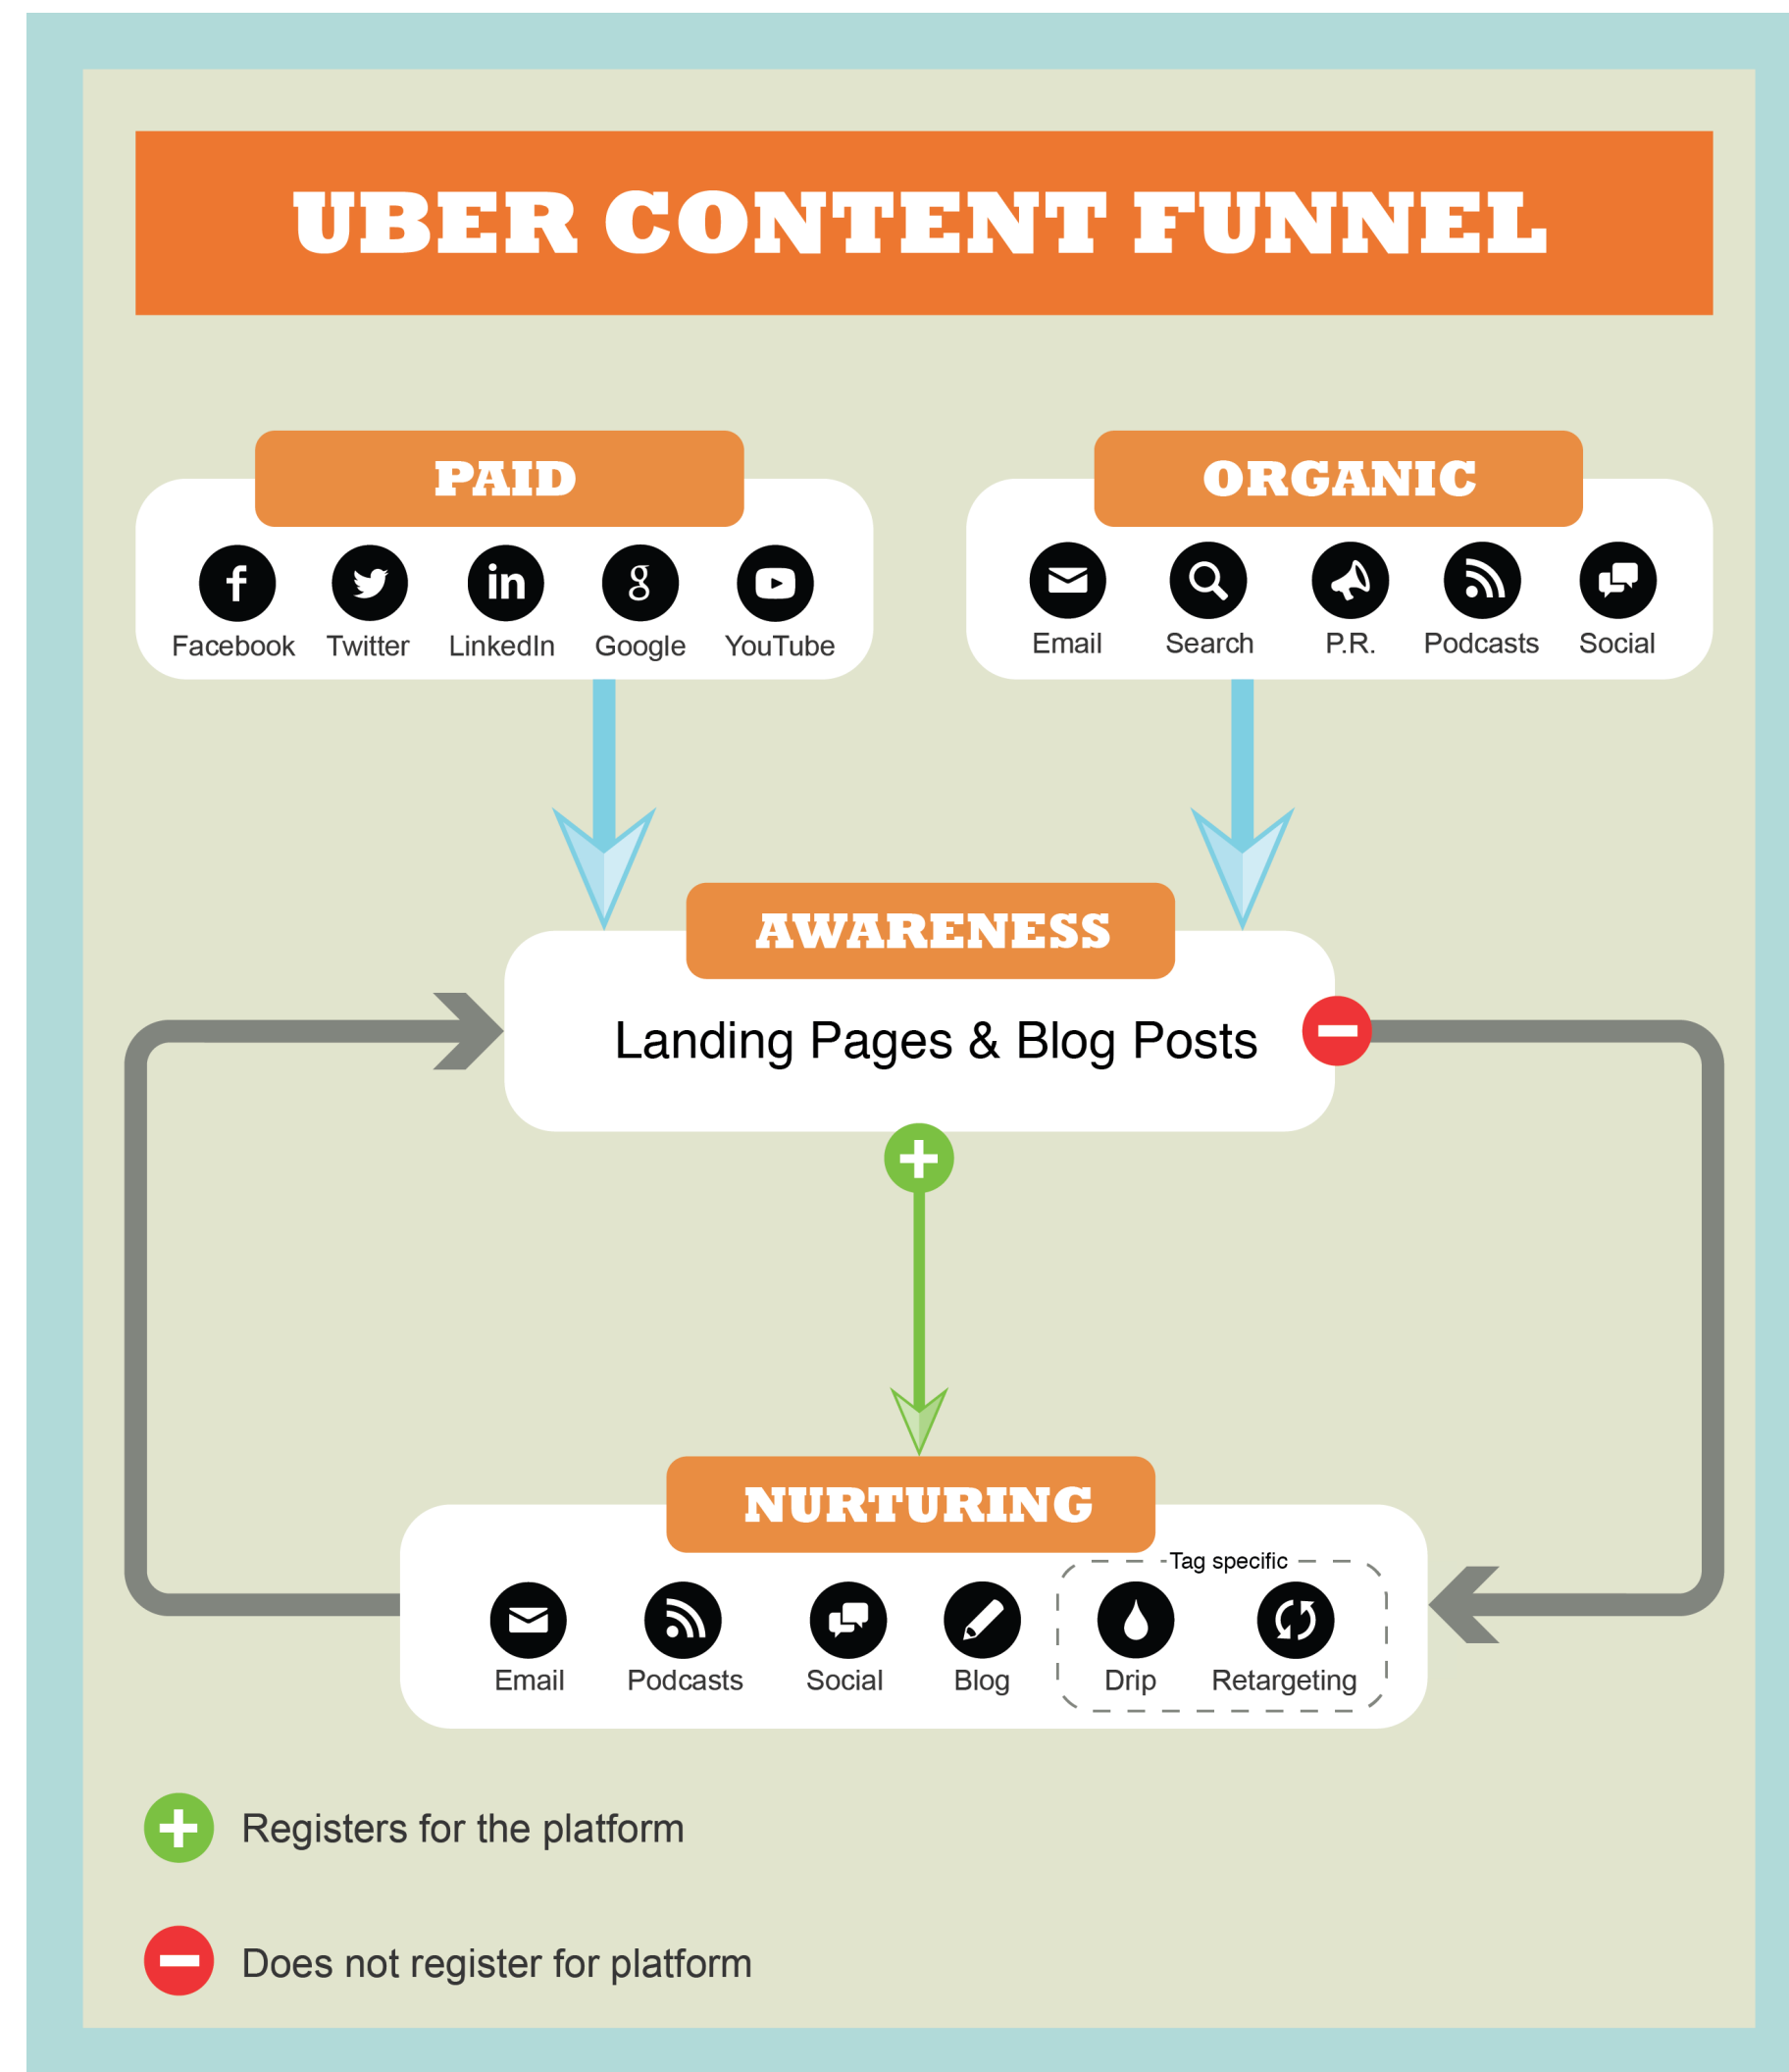 UBER CONTENT FUNNEL
PAID
Facebook Twitter LinkedIn Google YouTube
ORGANIC
Email Search P.R. Podcasts Social
AWARENESS
Landing Pages & Blog Posts
NURTURING
Tag specific
Email Podcasts Social Blog Drip Retargeting
Registers for the platform
Does not register for platform